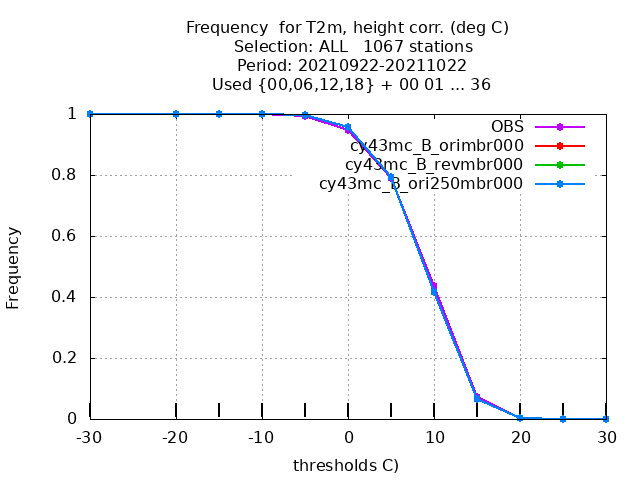 Frequency  for T2m, height corr. (deg C)
Selection: ALL   1067 stations
Period: 20210922-20211022
Used {00,06,12,18} + 00 01 ... 36
OBS
cy43mc_B_orimbr000
cy43mc_B_revmbr000
cy43mc_B_ori250mbr000
1
0.8
0.6
0.4
0.2
0
Frequency
-30 -20 -10 0 10 20 30
thresholds C)